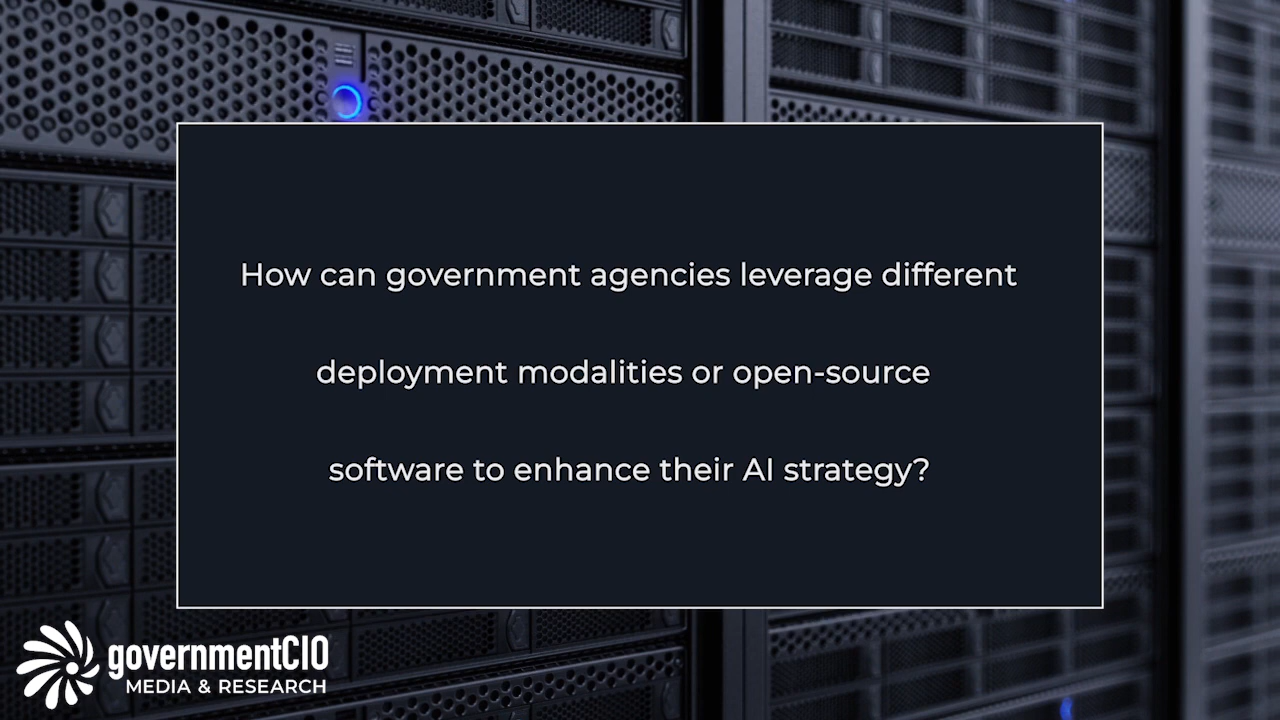 How can government agencies leverage different
deployment modalities or open-source
software to enhance their AI strategy?
governmentCIO
MEDIA & RESEARCH